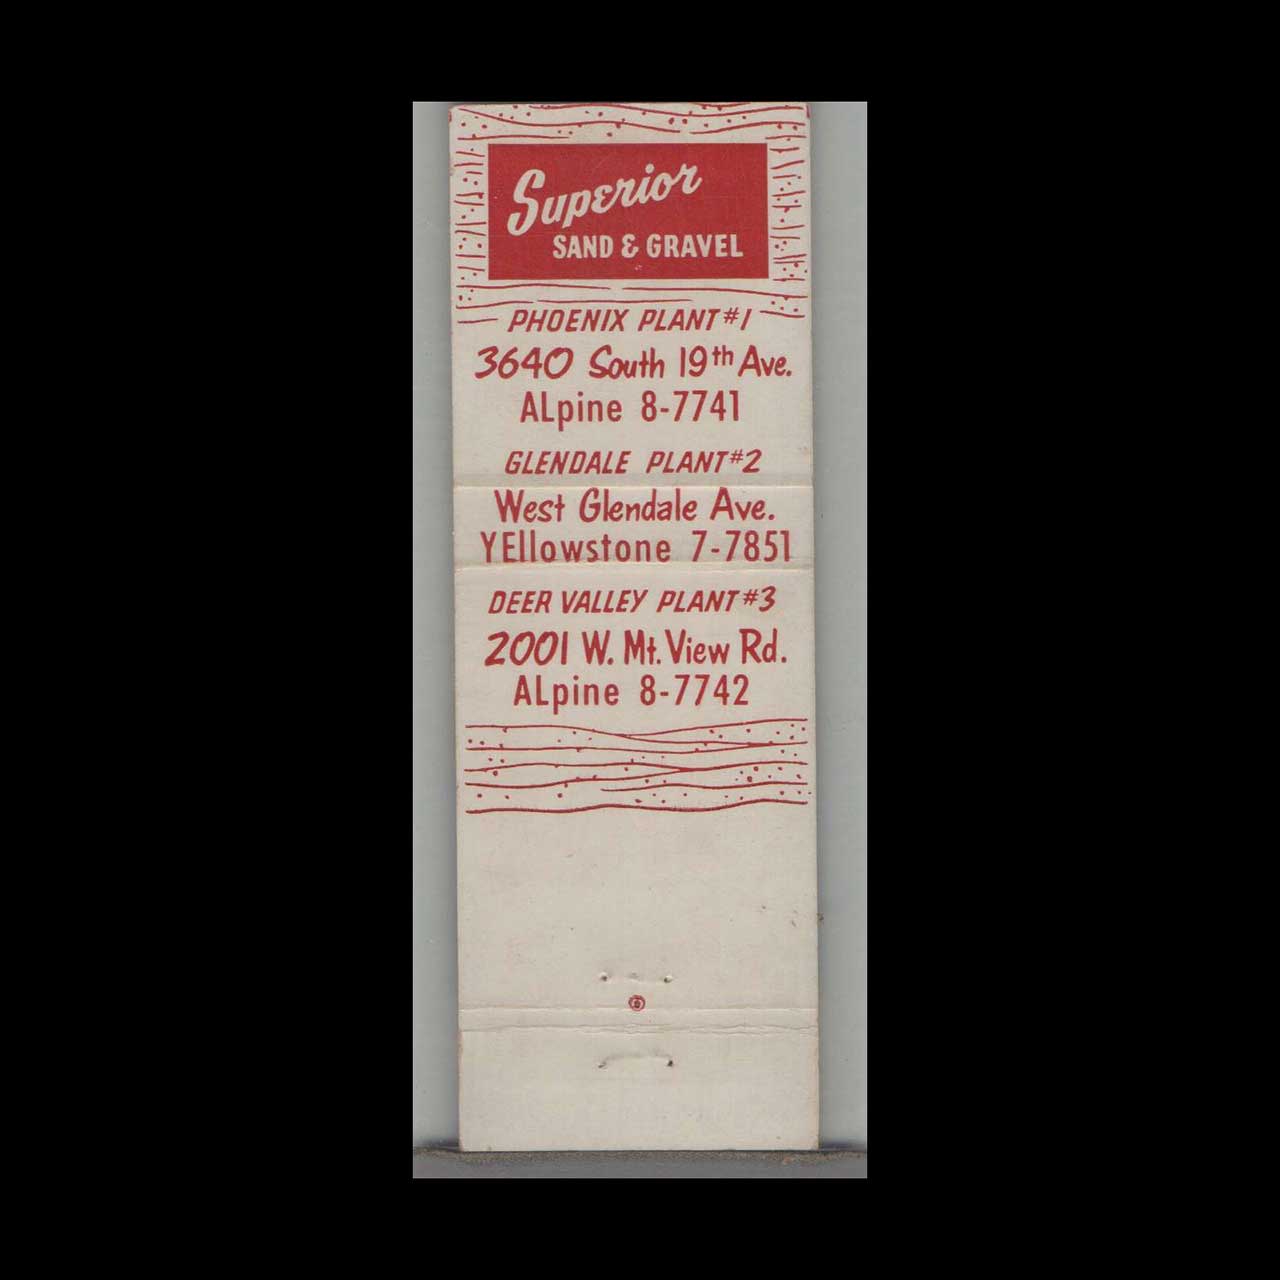 Superior
SAND & GRAVEL
PHOENIX PLANT #1
3640 South 19th Ave.
ALpine 8-7741
GLENDALE PLANT #2
West Glendale Ave.
YEllowstone 7-7851
DEER VALLEY PLANT #3
2001 W. Mt. View Rd.
ALpine 8-7742